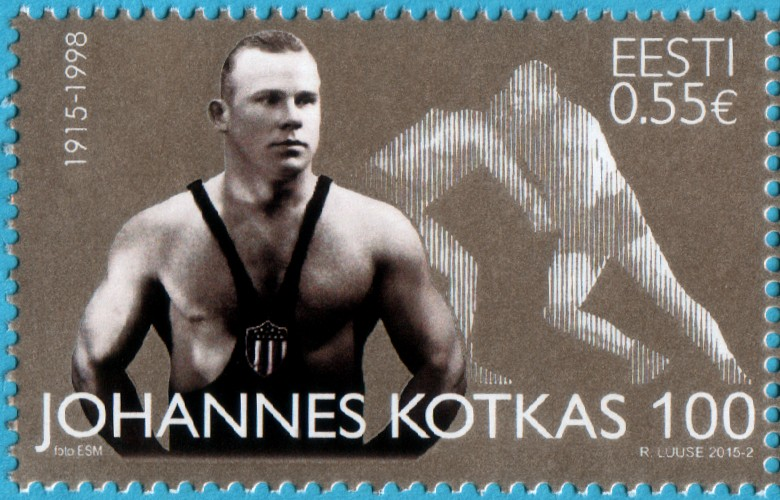 1915-1998
EESTI
0.55€
JOHANNES KOTKAS 100
foto ESM
R. LUUSE 2015-2